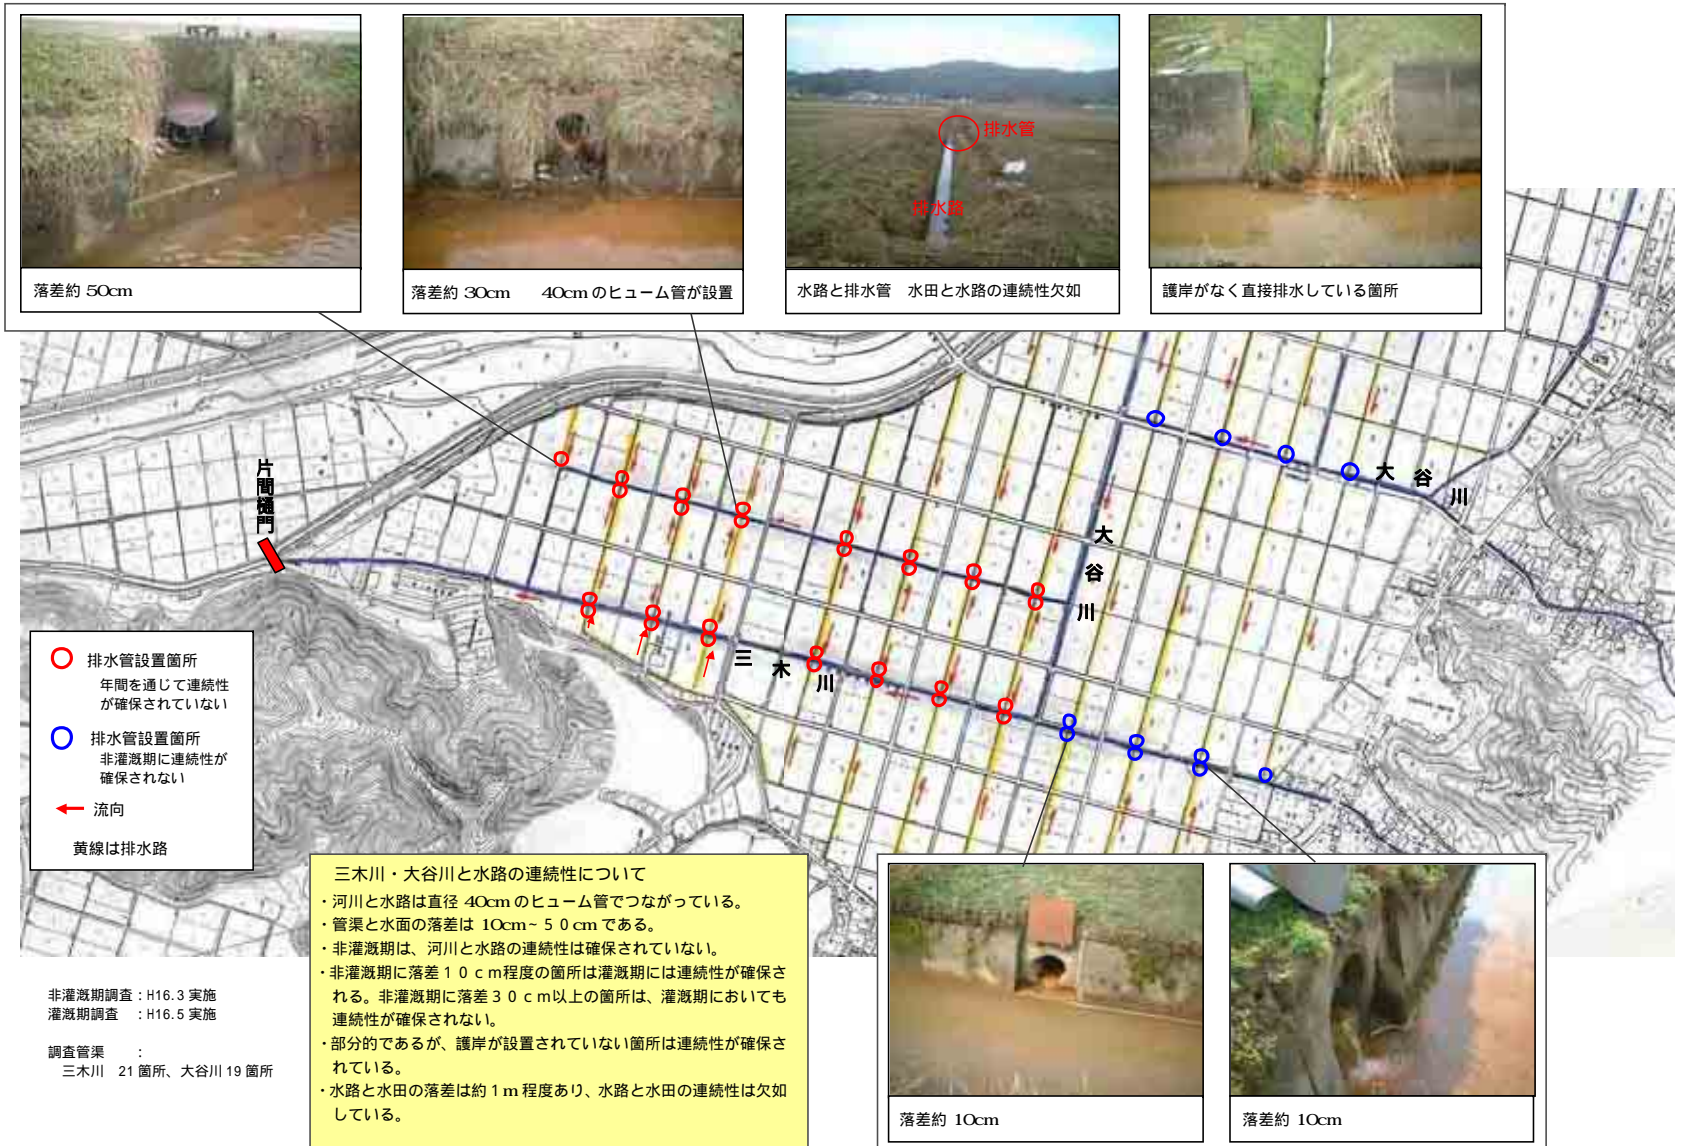 落差約 50cm
落差約 30cm　40cm のヒューム管が設置
排水管
排水路
水路と排水管　水田と水路の連続性欠如
護岸がなく直接排水している箇所
片間樋門
大谷川
大谷川
三木川
排水管設置箇所
年間を通じて連続性
が確保されていない
排水管設置箇所
非灌漑期に連続性が
確保されない
流向
黄線は排水路
三木川・大谷川と水路の連続性について
・河川と水路は直径 40cm のヒューム管でつながっている。
・管渠と水面の落差は 10cm~５０cm である。
・非灌漑期は、河川と水路の連続性は確保されていない。
・非灌漑期に落差１０ｃｍ程度の箇所は灌漑期には連続性が確保さ
れる。非灌漑期に落差３０ｃｍ以上の箇所は、灌漑期においても
連続性が確保されない。
・部分的であるが、護岸が設置されていない箇所は連続性が確保さ
れている。
・水路と水田の落差は約１ｍ程度あり、水路と水田の連続性は欠如
している。
非灌漑期調査：H16.3 実施
灌漑期調査　：H16.5 実施
調査管渠　　：
三木川　21 箇所、大谷川 19 箇所
落差約 10cm
落差約 10cm